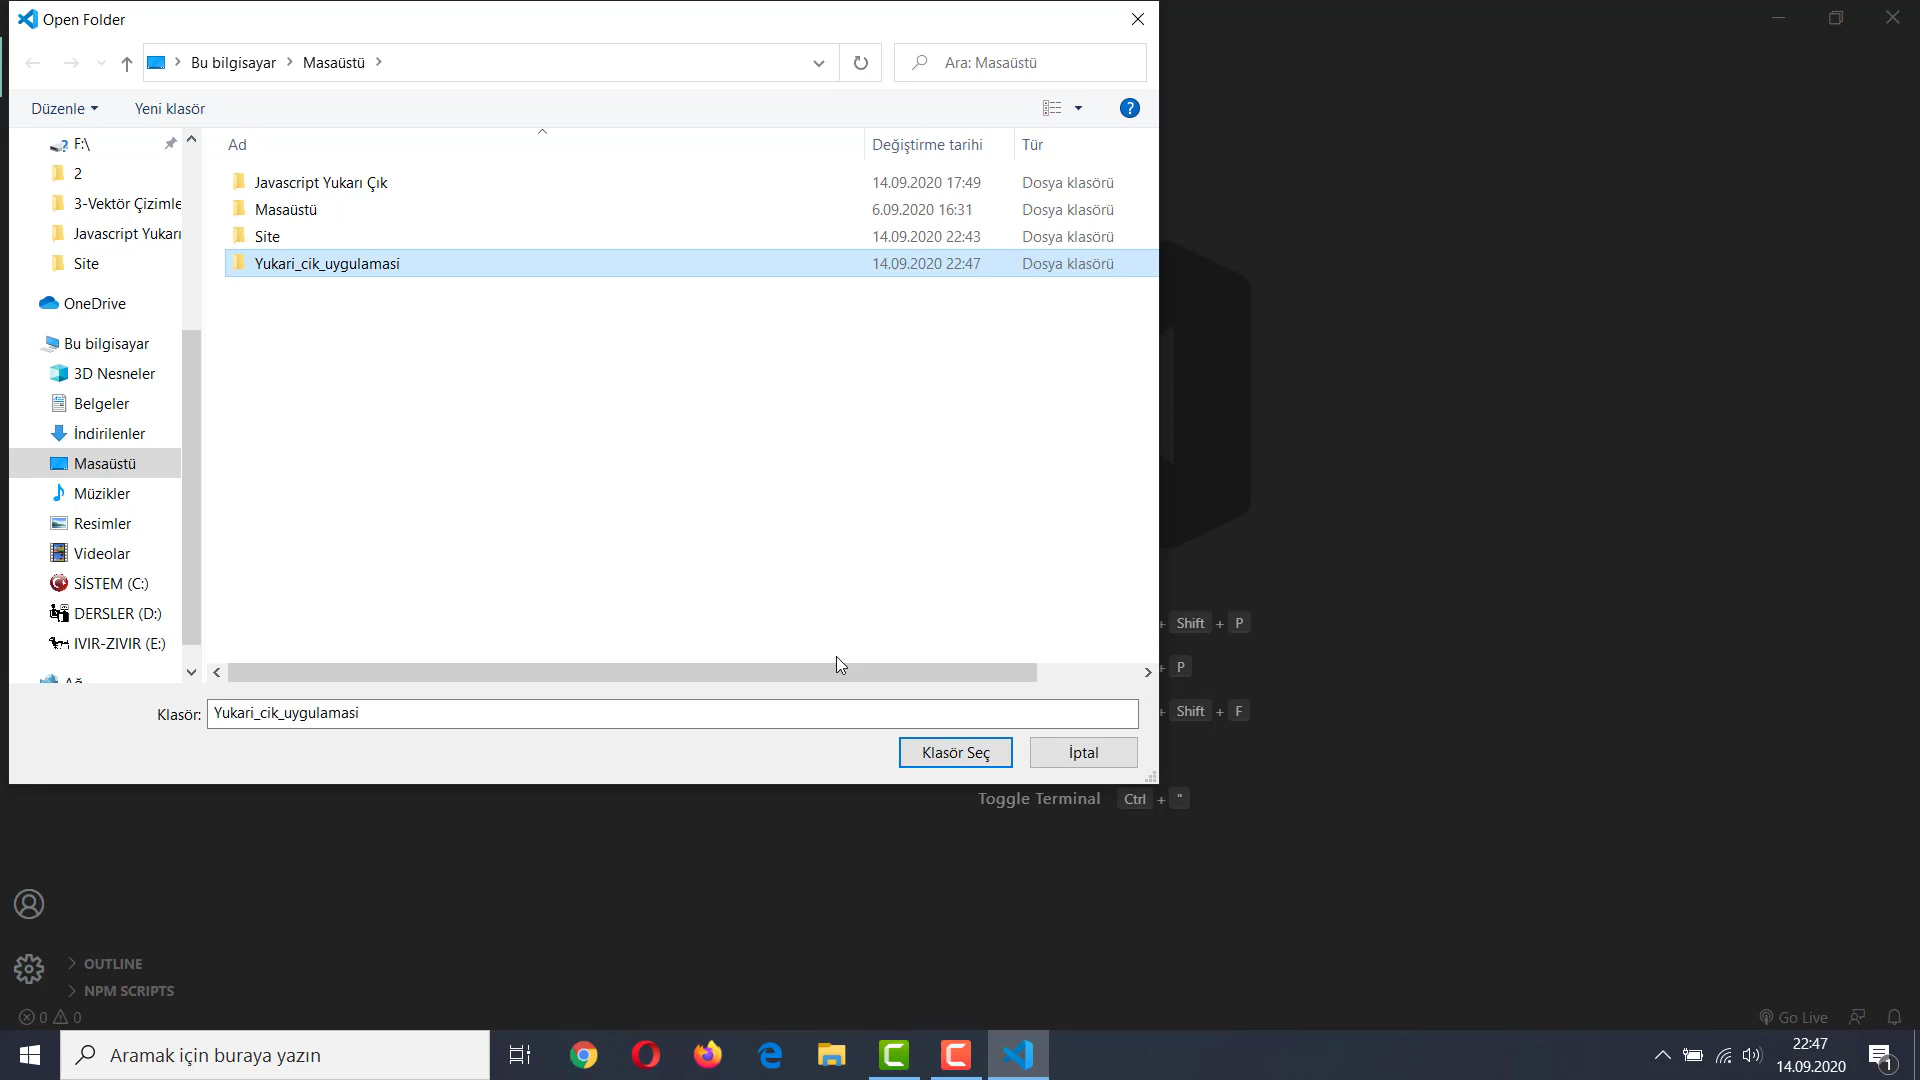 Open Folder
Bu bilgisayar
Masaüstü
Ara: Masaüstü
Düzenle
Yeni klasör
?
F:\
2
3-Vektör Çizimle
Javascript Yukarı
Site
OneDrive
Bu bilgisayar
3D Nesneler
Belgeler
İndirilenler
Masaüstü
Müzikler
Resimler
Videolar
SİSTEM (C:)
DERSLER (D:)
IVIR-ZIVIR (E:)
Ad Değiştirme tarihi Tür
Javascript Yukarı Çık 14.09.2020 17:49 Dosya klasörü
Masaüstü 6.09.2020 16:31 Dosya klasörü
Site 14.09.2020 22:43 Dosya klasörü
Yukari_cik_uygulamasi 14.09.2020 22:47 Dosya klasörü
Klasör: Yukari_cik_uygulamasi
Klasör Seç İptal
+ Shift + P
+ P
+ Shift + F
Toggle Terminal Ctrl + "
OUTLINE
NPM SCRIPTS
0 0
Go Live
Aramak için buraya yazın
22:47
14.09.2020
1